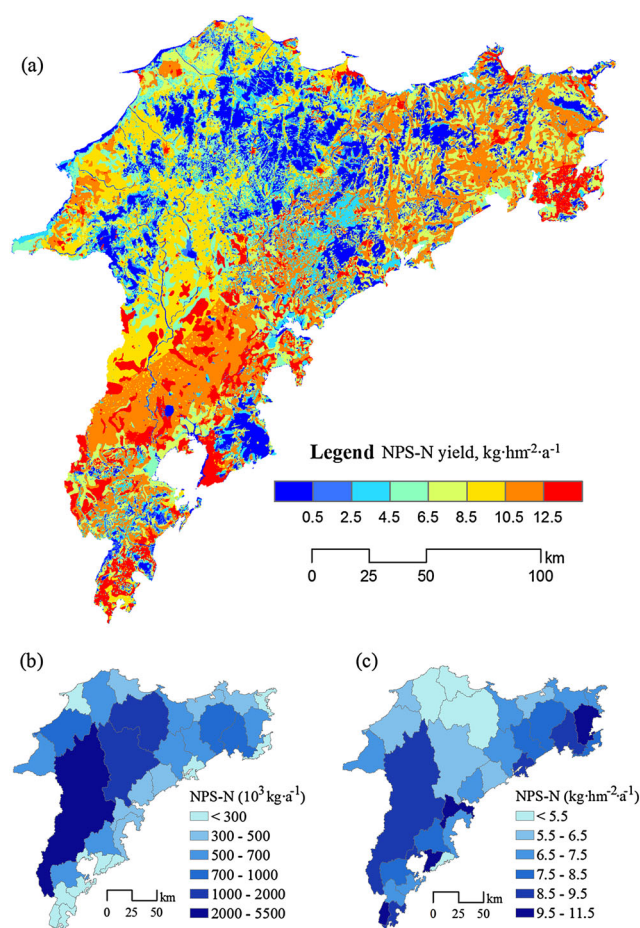 (a)
Legend NPS-N yield, kg·hm²·a⁻¹
0.5 2.5 4.5 6.5 8.5 10.5 12.5
km
0 25 50 100
(b)
NPS-N (10³ kg·a⁻¹)
< 300
300 - 500
500 - 700
700 - 1000
1000 - 2000
2000 - 5500
km
0 25 50
(c)
NPS-N (kg·hm⁻²·a⁻¹)
< 5.5
5.5 - 6.5
6.5 - 7.5
7.5 - 8.5
8.5 - 9.5
9.5 - 11.5
km
0 25 50